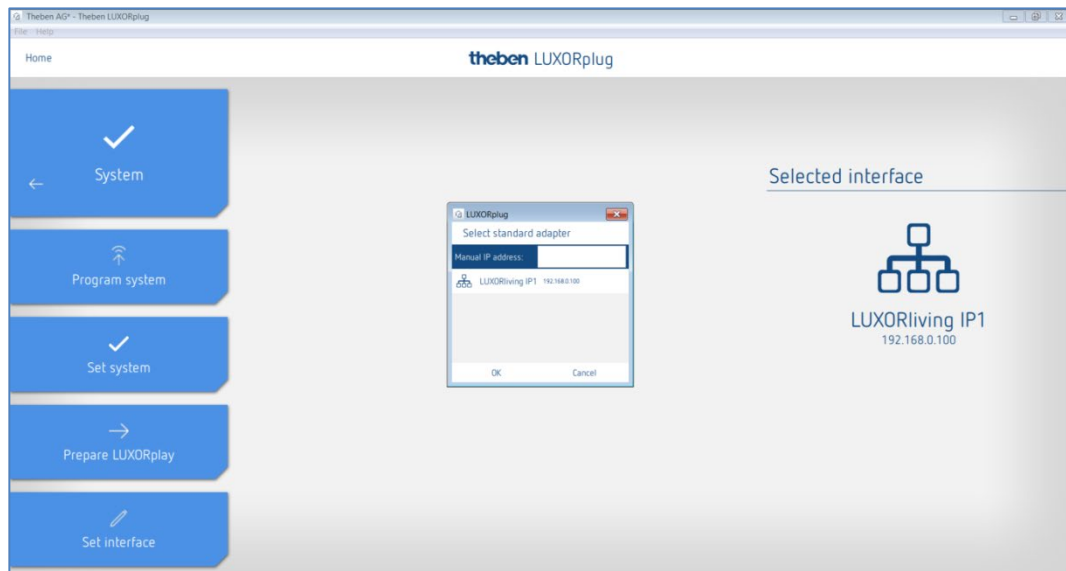 Theben AG* - Theben LUXORplug
File Help
Home
theben LUXORplug
System
Program system
Set system
Prepare LUXORplay
Set interface
LUXORplug
Select standard adapter
Manual IP address:
LUXORliving IP1 192.168.0.100
OK Cancel
Selected interface
LUXORliving IP1
192.168.0.100